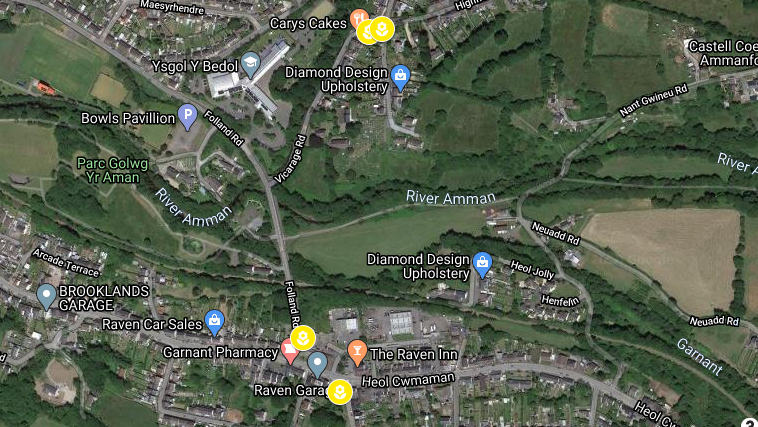 Maesyrhendre
Carys Cakes
Highf
Ysgol Y Bedol
Diamond Design
Upholstery
Castell Coe
Ammanfo
Nant Gwineu Rd
Bowls Pavillion
P
Folland Rd
Vicarage Rd
Parc Golwg
Yr Aman
River Amman
River Amman
River A
Neuadd Rd
Arcade Terrace
Diamond Design
Upholstery
Heol Jolly
Henfefin
BROOKLANDS
GARAGE
Folland Rd
Raven Car Sales
Neuadd Rd
Garnant
Garnant Pharmacy
The Raven Inn
Raven Gara
Heol Cwmaman
Heol Cw
d